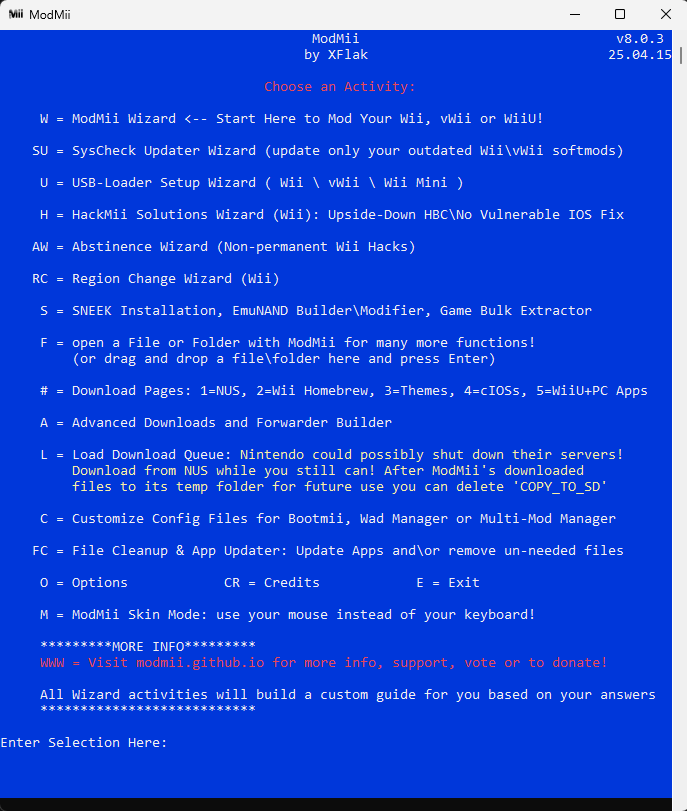 Mii ModMii
ModMii v8.0.3
by XFlak 25.04.15
Choose an Activity:
W = ModMii Wizard <-- Start Here to Mod Your Wii, vWii or WiiU!
SU = SysCheck Updater Wizard (update only your outdated Wii\vWii softmods)
U = USB-Loader Setup Wizard ( Wii \ vWii \ Wii Mini )
H = HackMii Solutions Wizard (Wii): Upside-Down HBC\No Vulnerable IOS Fix
AW = Abstinence Wizard (Non-permanent Wii Hacks)
RC = Region Change Wizard (Wii)
S = SNEEK Installation, EmuNAND Builder\Modifier, Game Bulk Extractor
F = open a File or Folder with ModMii for many more functions!
(or drag and drop a file\folder here and press Enter)
# = Download Pages: 1=NUS, 2=Wii Homebrew, 3=Themes, 4=cIOSs, 5=WiiU+PC Apps
A = Advanced Downloads and Forwarder Builder
L = Load Download Queue: Nintendo could possibly shut down their servers!
Download from NUS while you still can! After ModMii's downloaded
files to its temp folder for future use you can delete 'COPY_TO_SD'
C = Customize Config Files for Bootmii, Wad Manager or Multi-Mod Manager
FC = File Cleanup & App Updater: Update Apps and\or remove un-needed files
O = Options CR = Credits E = Exit
M = ModMii Skin Mode: use your mouse instead of your keyboard!
*********MORE INFO*********
WWW = Visit modmii.github.io for more info, support, vote or to donate!
All Wizard activities will build a custom guide for you based on your answers
***************************
Enter Selection Here: